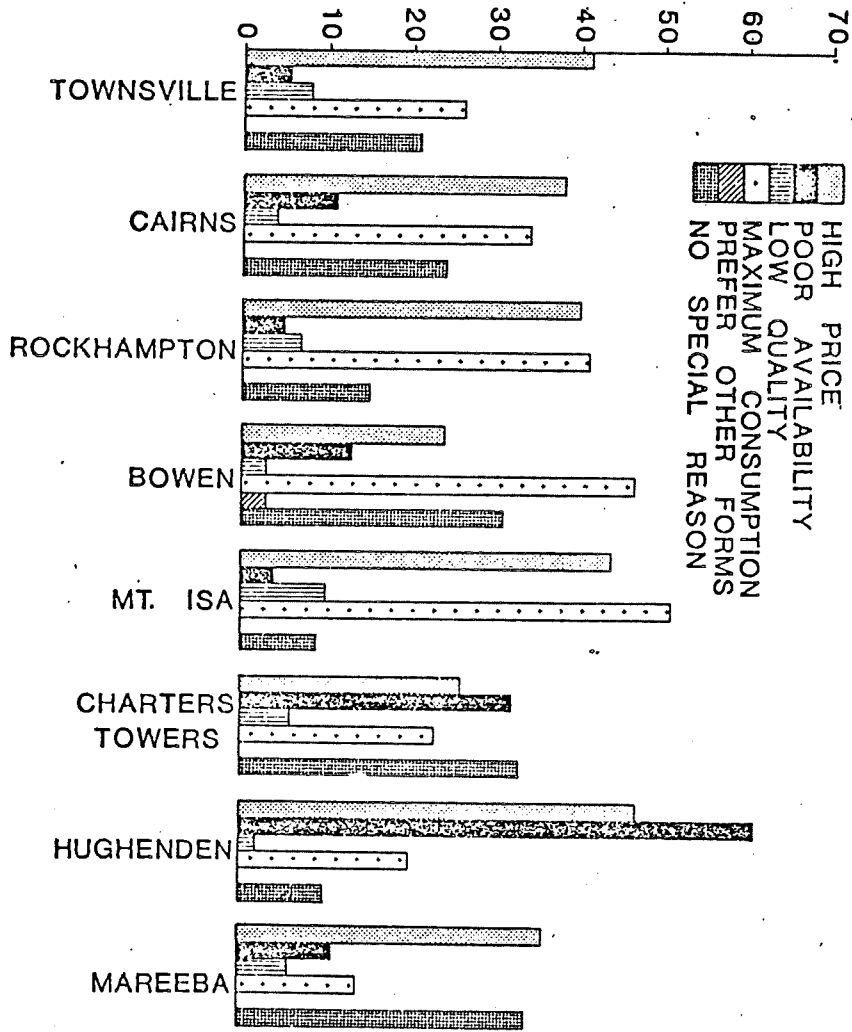 0 10 20 30 40 50 60 70
HIGH PRICE
POOR AVAILABILITY
LOW QUALITY
MAXIMUM CONSUMPTION
PREFER OTHER FORMS
NO SPECIAL REASON
TOWNSVILLE
CAIRNS
ROCKHAMPTON
BOWEN
MT. ISA
CHARTERS
TOWERS
HUGHENDEN
MAREEBA